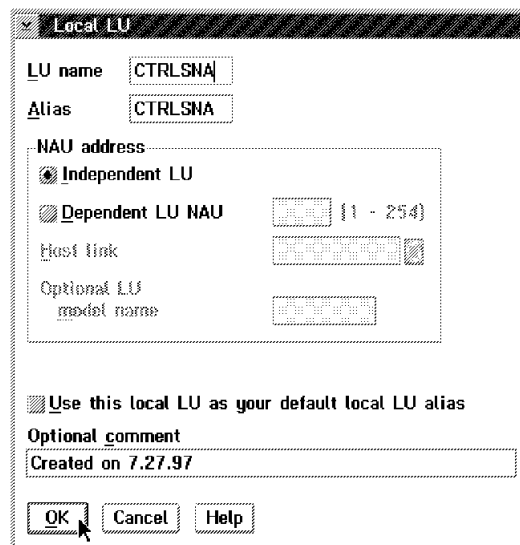 Local LU
LU name CTRLSNA
Alias CTRLSNA
NAU address
Independent LU
Dependent LU NAU (1 - 254)
Host link
Optional LU
model name
Use this local LU as your default local LU alias
Optional comment
Created on 7.27.97
OK Cancel Help